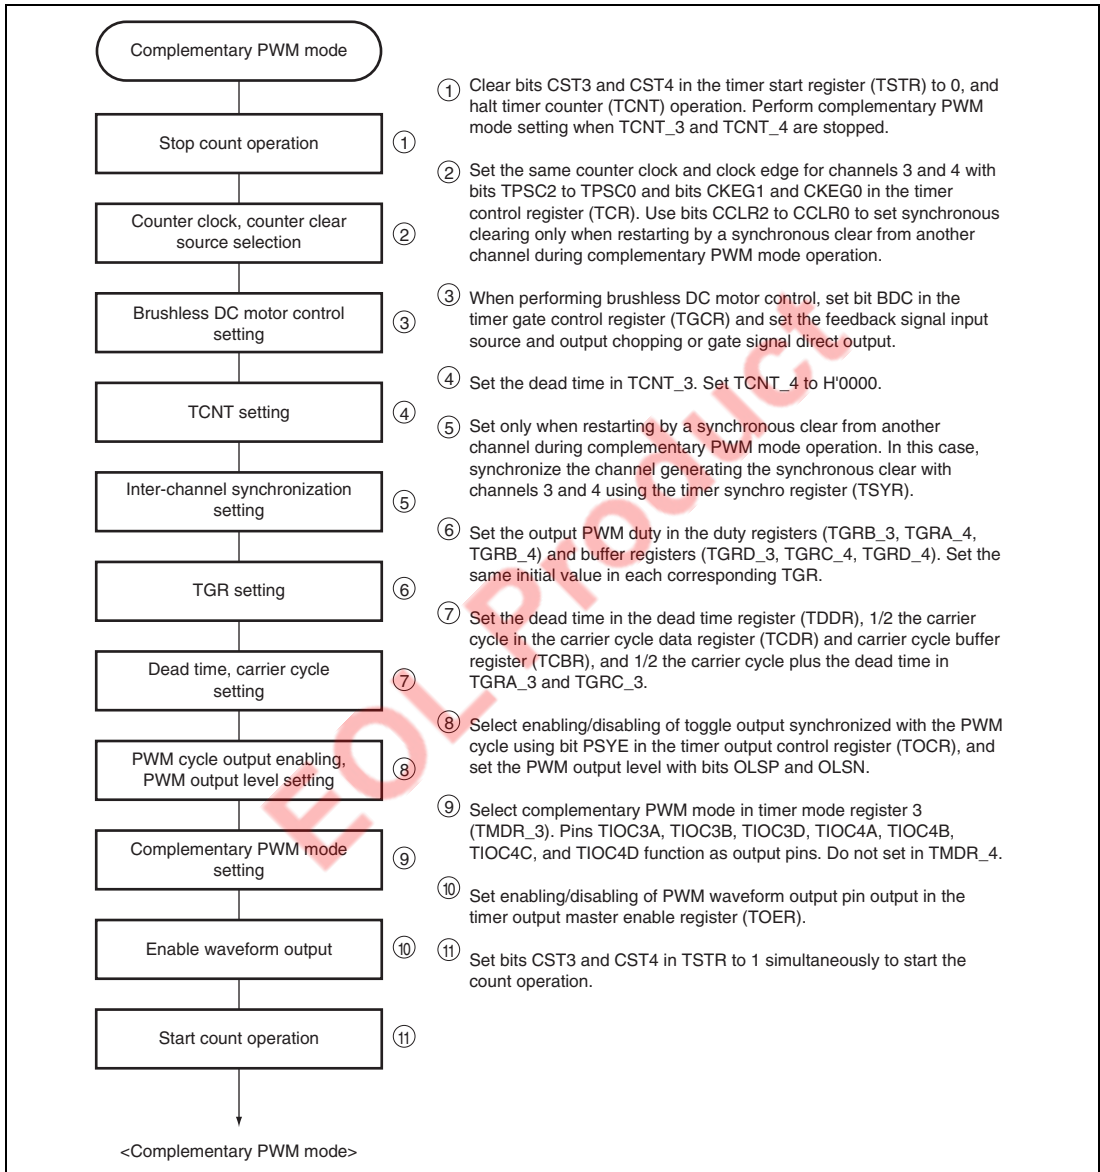 Complementary PWM mode
Stop count operation
①
Counter clock, counter clear
source selection
②
Brushless DC motor control
setting
③
TCNT setting
④
Inter-channel synchronization
setting
⑤
TGR setting
⑥
Dead time, carrier cycle
setting
⑦
PWM cycle output enabling,
PWM output level setting
⑧
Complementary PWM mode
setting
⑨
Enable waveform output
⑩
Start count operation
⑪
<Complementary PWM mode>
① Clear bits CST3 and CST4 in the timer start register (TSTR) to 0, and
halt timer counter (TCNT) operation. Perform complementary PWM
mode setting when TCNT_3 and TCNT_4 are stopped.
② Set the same counter clock and clock edge for channels 3 and 4 with
bits TPSC2 to TPSC0 and bits CKEG1 and CKEG0 in the timer
control register (TCR). Use bits CCLR2 to CCLR0 to set synchronous
clearing only when restarting by a synchronous clear from another
channel during complementary PWM mode operation.
③ When performing brushless DC motor control, set bit BDC in the
timer gate control register (TGCR) and set the feedback signal input
source and output chopping or gate signal direct output.
④ Set the dead time in TCNT_3. Set TCNT_4 to H'0000.
⑤ Set only when restarting by a synchronous clear from another
channel during complementary PWM mode operation. In this case,
synchronize the channel generating the synchronous clear with
channels 3 and 4 using the timer synchro register (TSYR).
⑥ Set the output PWM duty in the duty registers (TGRB_3, TGRA_4,
TGRB_4) and buffer registers (TGRD_3, TGRC_4, TGRD_4). Set the
same initial value in each corresponding TGR.
⑦ Set the dead time in the dead time register (TDDR), 1/2 the carrier
cycle in the carrier cycle data register (TCDR) and carrier cycle buffer
register (TCBR), and 1/2 the carrier cycle plus the dead time in
TGRA_3 and TGRC_3.
⑧ Select enabling/disabling of toggle output synchronized with the PWM
cycle using bit PSYE in the timer output control register (TOCR), and
set the PWM output level with bits OLSP and OLSN.
⑨ Select complementary PWM mode in timer mode register 3
(TMDR_3). Pins TIOC3A, TIOC3B, TIOC3D, TIOC4A, TIOC4B,
TIOC4C, and TIOC4D function as output pins. Do not set in TMDR_4.
⑩ Set enabling/disabling of PWM waveform output pin output in the
timer output master enable register (TOER).
⑪ Set bits CST3 and CST4 in TSTR to 1 simultaneously to start the
count operation.
EOL Product